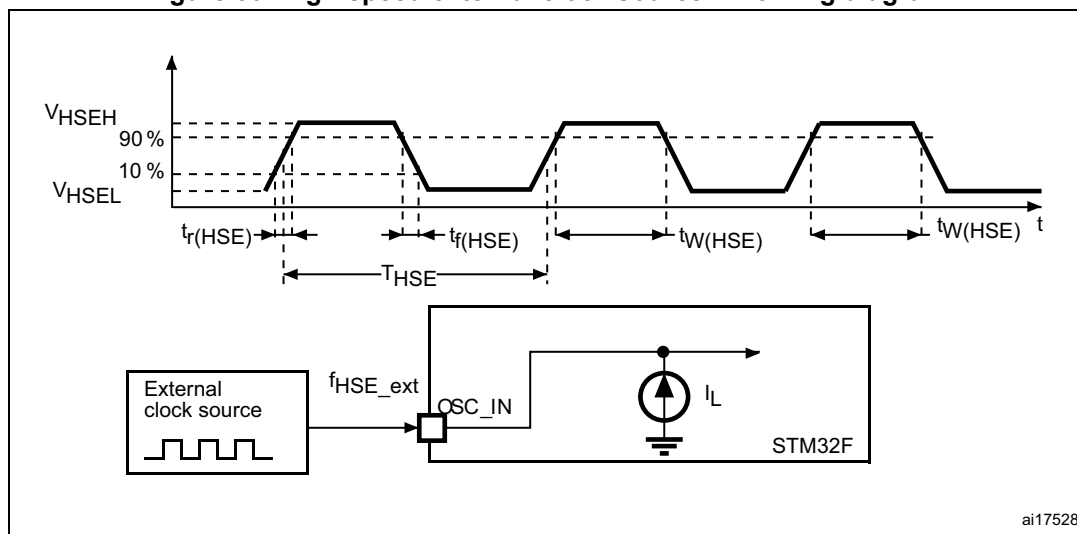 VHSEH
90 %
10 %
VHSEL
tr(HSE)
tf(HSE)
tW(HSE)
tW(HSE)
t
THSE
External
clock source
fHSE_ext
OSC_IN
IL
STM32F
ai17528